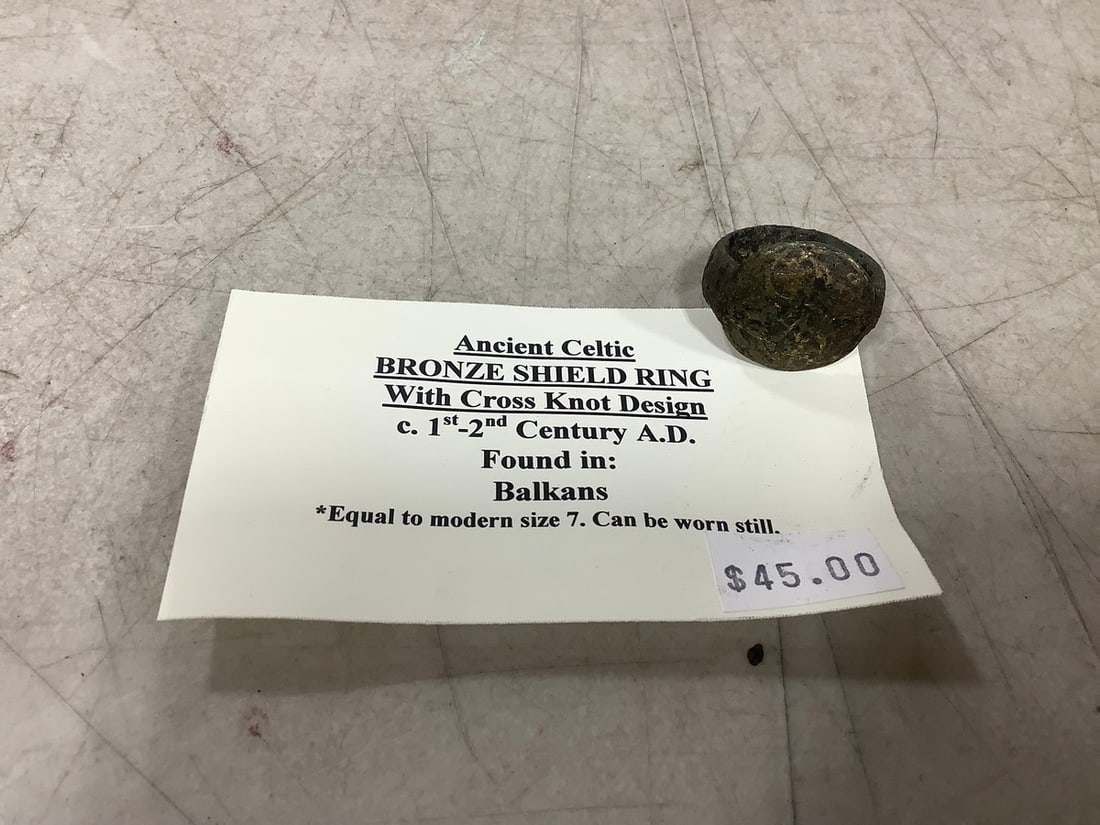 Ancient Celtic
BRONZE SHIELD RING
With Cross Knot Design
c. 1st-2nd Century A.D.
Found in:
Balkans
*Equal to modern size 7. Can be worn still.
$45.00